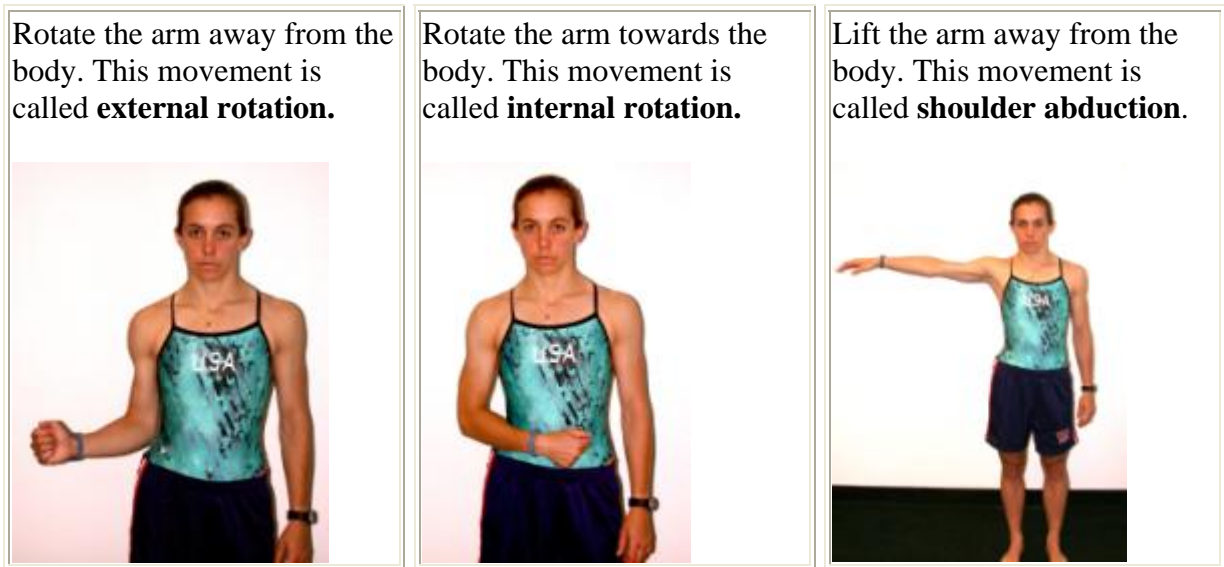 Rotate the arm away from the
body. This movement is
called external rotation.
USA
Rotate the arm towards the
body. This movement is
called internal rotation.
USA
Lift the arm away from the
body. This movement is
called shoulder abduction.
USA